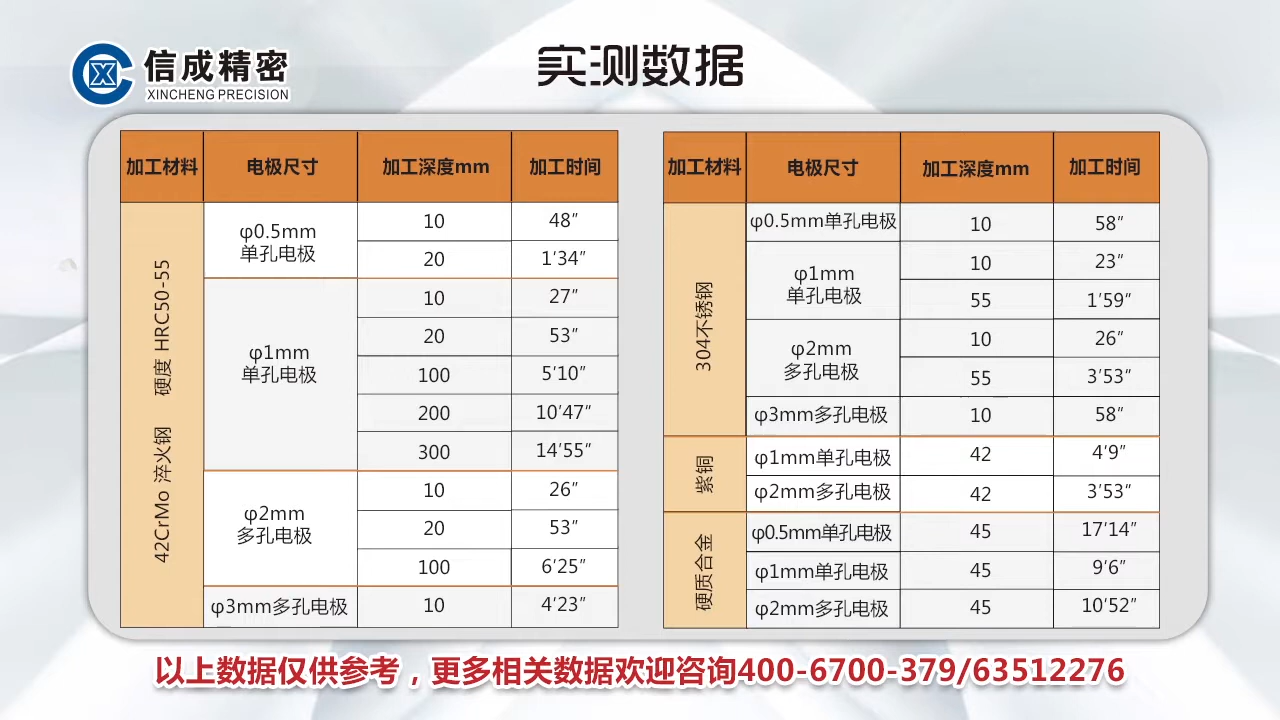 信成精密
XINCHENG PRECISION
实测数据
加工材料 电极尺寸 加工深度mm 加工时间
42CrMo 淬火钢 硬度 HRC50-55
φ0.5mm
单孔电极
10 48″
20 1′34″
φ1mm
单孔电极
10 27″
20 53″
100 5′10″
200 10′47″
300 14′55″
φ2mm
多孔电极
10 26″
20 53″
100 6′25″
φ3mm多孔电极 10 4′23″
加工材料 电极尺寸 加工深度mm 加工时间
304不锈钢
φ0.5mm单孔电极 10 58″
φ1mm
单孔电极
10 23″
55 1′59″
φ2mm
多孔电极
10 26″
55 3′53″
φ3mm多孔电极 10 58″
紫铜
φ1mm单孔电极 42 4′9″
φ2mm多孔电极 42 3′53″
硬质合金
φ0.5mm单孔电极 45 17′14″
φ1mm单孔电极 45 9′6″
φ2mm多孔电极 45 10′52″
以上数据仅供参考，更多相关数据欢迎咨询400-6700-379/63512276